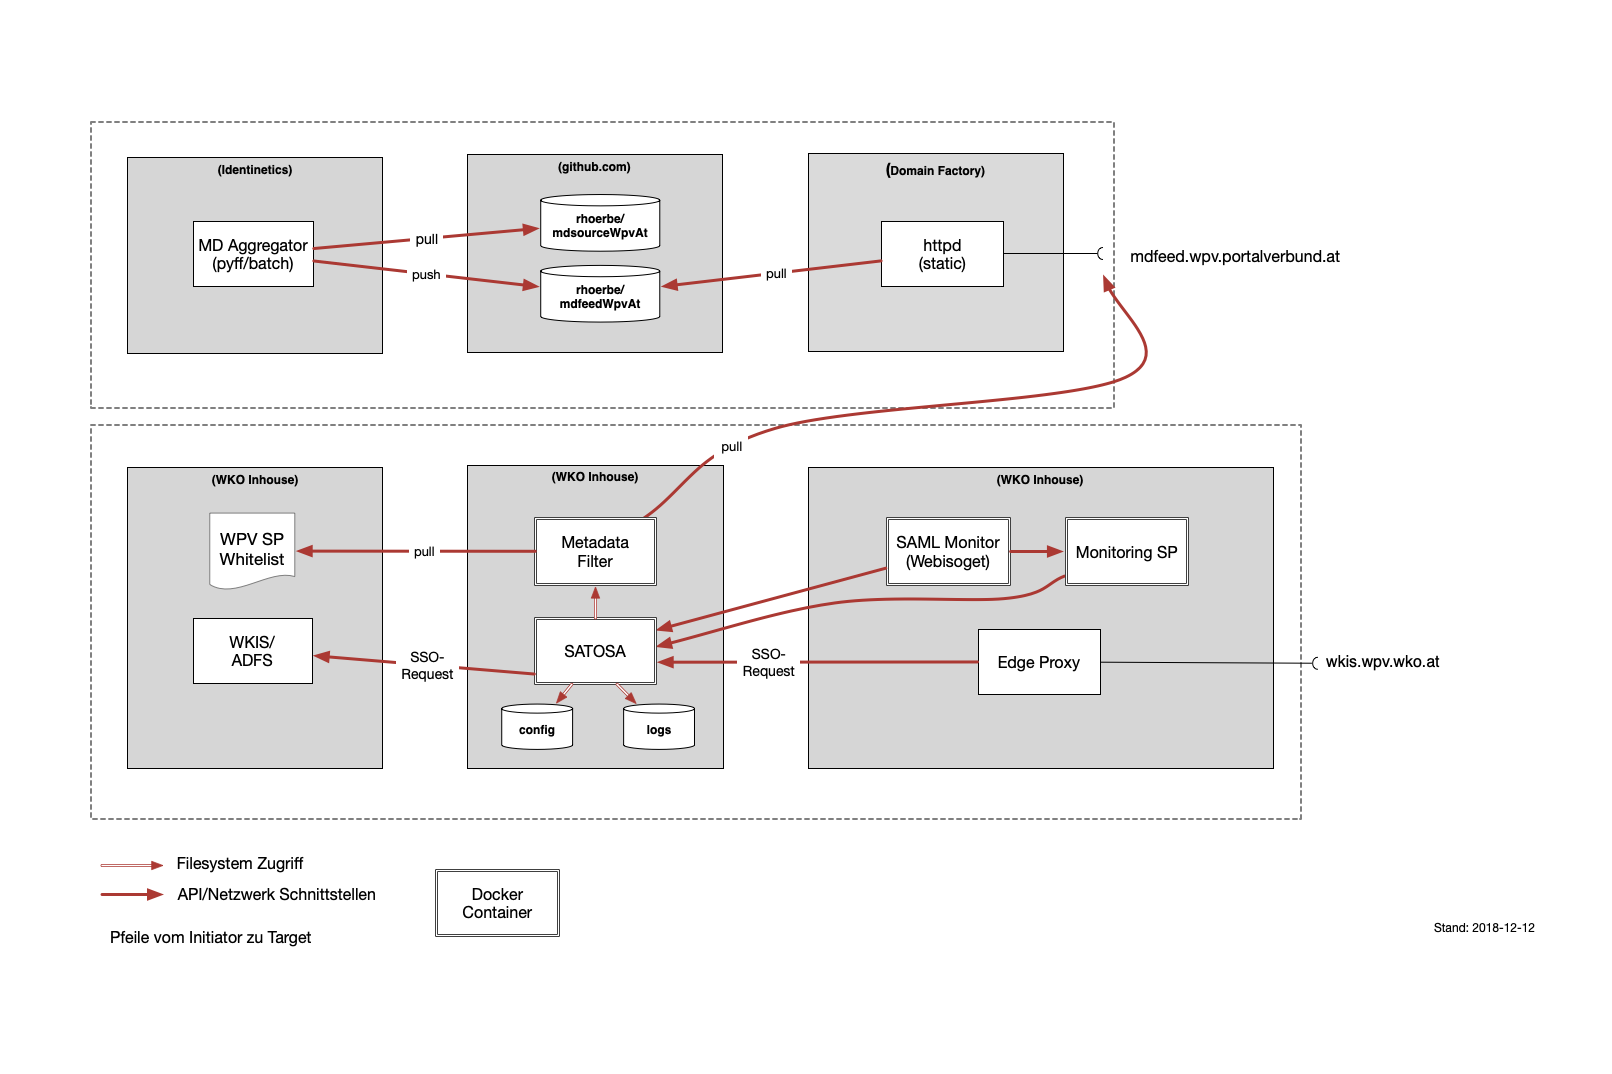 (Identinetics)
(github.com)
(Domain Factory)
MD Aggregator
(pyff/batch)
pull
push
rhoerbe/
mdsourceWpvAt
rhoerbe/
mdfeedWpvAt
pull
httpd
(static)
mdfeed.wpv.portalverbund.at
pull
(WKO Inhouse)
(WKO Inhouse)
(WKO Inhouse)
WPV SP
Whitelist
pull
Metadata
Filter
SAML Monitor
(Webisoget)
Monitoring SP
WKIS/
ADFS
SSO-
Request
SATOSA
SSO-
Request
Edge Proxy
wkis.wpv.wko.at
config
logs
Filesystem Zugriff
API/Netzwerk Schnittstellen
Pfeile vom Initiator zu Target
Docker
Container
Stand: 2018-12-12